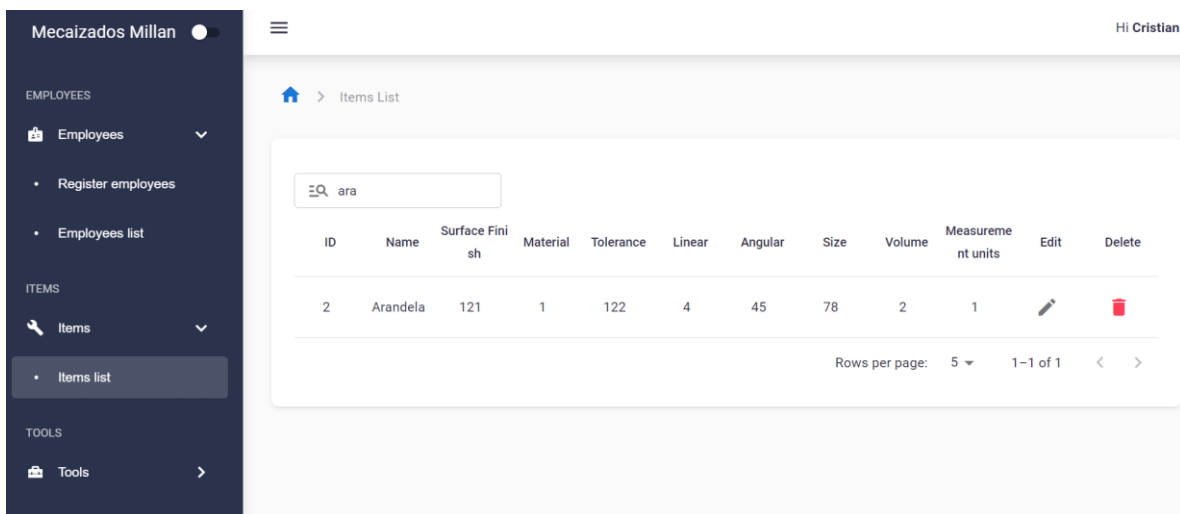 Mecaizados Millan
Hi Cristian
EMPLOYEES
Employees
• Register employees
• Employees list
ITEMS
Items
• Items list
TOOLS
Tools
> Items List
ara
ID Name Surface Fini Material Tolerance Linear Angular Size Volume Measureme Edit Delete
sh nt units
2 Arandela 121 1 122 4 45 78 2 1
Rows per page: 5 1–1 of 1 < >